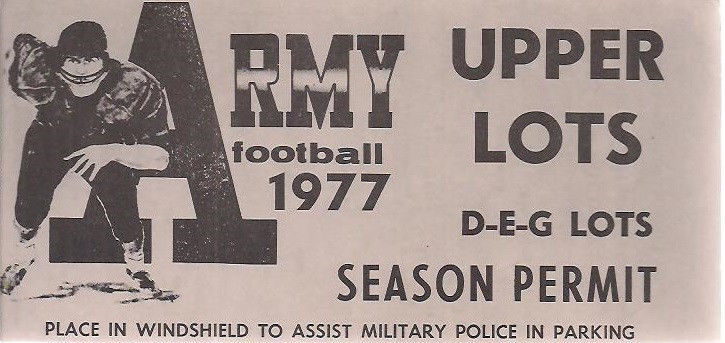 ARMY
football
1977
UPPER
LOTS
D-E-G LOTS
SEASON PERMIT
PLACE IN WINDSHIELD TO ASSIST MILITARY POLICE IN PARKING